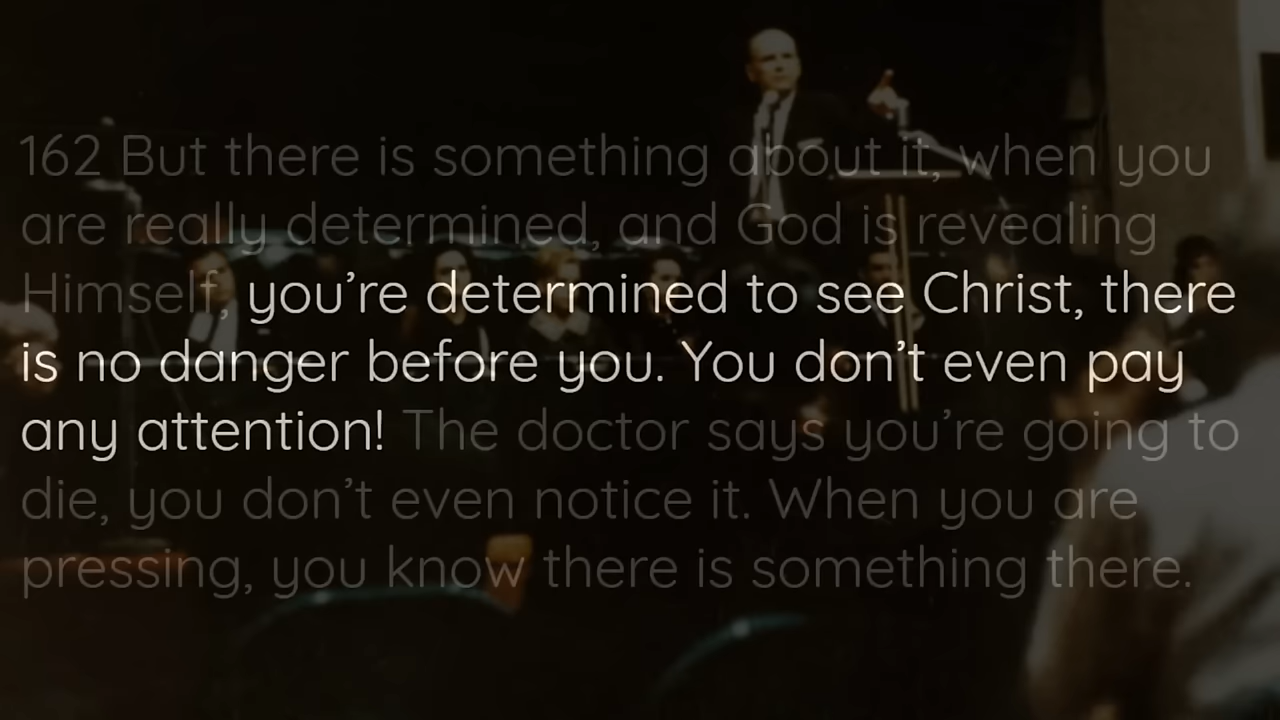 162 But there is something about it, when you
are really determined, and God is revealing
Himself, you’re determined to see Christ, there
is no danger before you. You don’t even pay
any attention! The doctor says you’re going to
die, you don’t even notice it. When you are
pressing, you know there is something there.